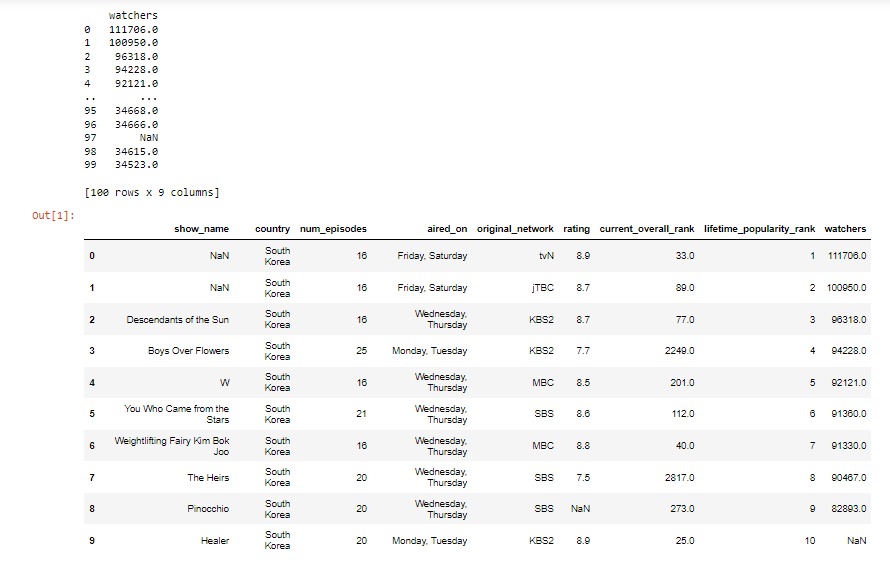 watchers
0 111706.0
1 100950.0
2 96318.0
3 94228.0
4 92121.0
.. ...
95 34668.0
96 34666.0
97 NaN
98 34615.0
99 34523.0
[100 rows x 9 columns]
Out[1]:
show_name country num_episodes aired_on original_network rating current_overall_rank lifetime_popularity_rank watchers
0 NaN South Korea 16 Friday, Saturday tvN 8.9 33.0 1 111706.0
1 NaN South Korea 16 Friday, Saturday jTBC 8.7 89.0 2 100950.0
2 Descendants of the Sun South Korea 16 Wednesday, Thursday KBS2 8.7 77.0 3 96318.0
3 Boys Over Flowers South Korea 25 Monday, Tuesday KBS2 7.7 2249.0 4 94228.0
4 W South Korea 16 Wednesday, Thursday MBC 8.5 201.0 5 92121.0
5 You Who Came from the Stars South Korea 21 Wednesday, Thursday SBS 8.6 112.0 6 91360.0
6 Weightlifting Fairy Kim Bok Joo South Korea 16 Wednesday, Thursday MBC 8.8 40.0 7 91330.0
7 The Heirs South Korea 20 Wednesday, Thursday SBS 7.5 2817.0 8 90467.0
8 Pinocchio South Korea 20 Wednesday, Thursday SBS NaN 273.0 9 82893.0
9 Healer South Korea 20 Monday, Tuesday KBS2 8.9 25.0 10 NaN